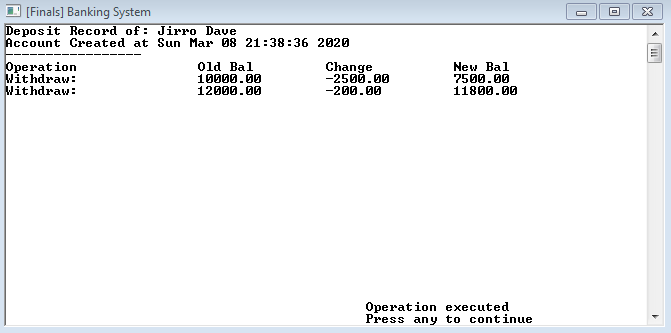 [Finals] Banking System
Deposit Record of: Jirro Dave
Account Created at Sun Mar 08 21:38:36 2020
-----------------
Operation Old Bal Change New Bal
Withdraw: 10000.00 -2500.00 7500.00
Withdraw: 12000.00 -200.00 11800.00
Operation executed
Press any to continue